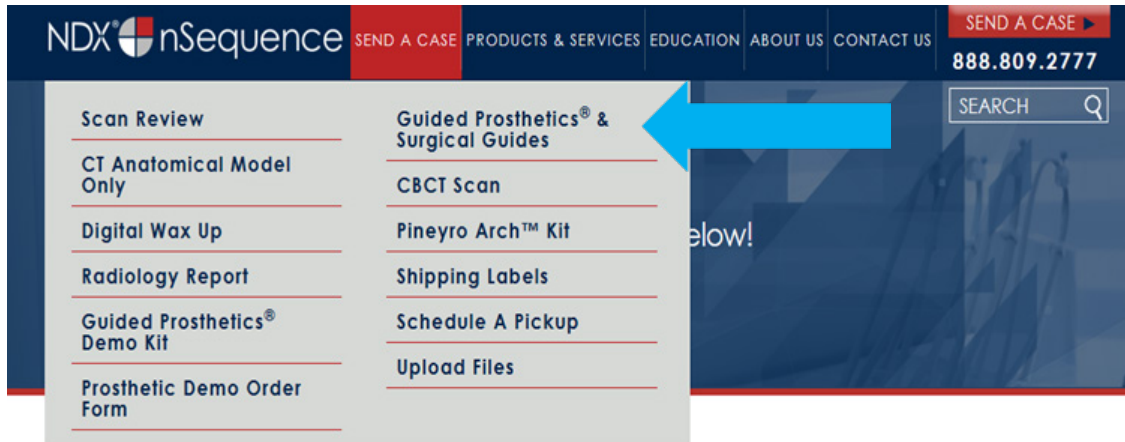 NDX® nSequence
SEND A CASE
PRODUCTS & SERVICES
EDUCATION
ABOUT US
CONTACT US
SEND A CASE
888.809.2777
SEARCH
Scan Review
CT Anatomical Model
Only
Digital Wax Up
Radiology Report
Guided Prosthetics®
Demo Kit
Prosthetic Demo Order
Form
Guided Prosthetics® &
Surgical Guides
CBCT Scan
Pineyro Arch™ Kit
Shipping Labels
Schedule A Pickup
Upload Files
elow!